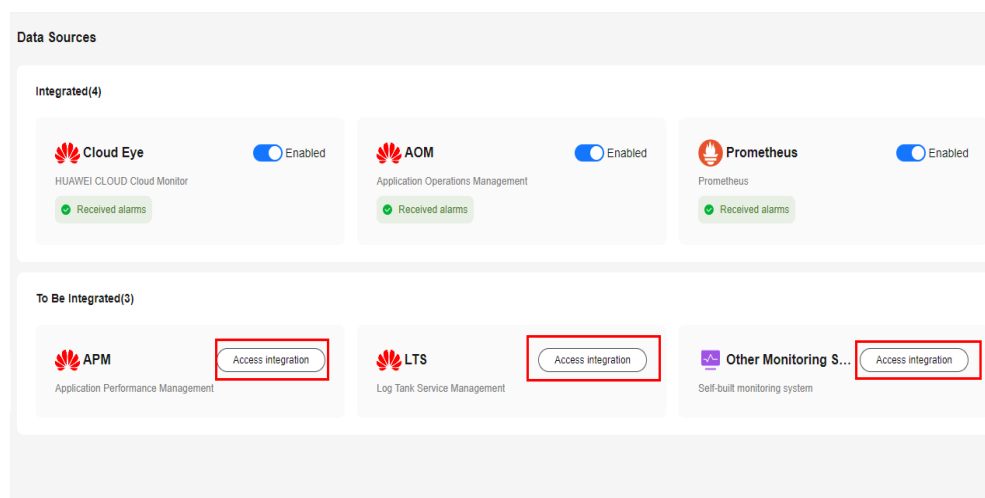 Data Sources
Integrated(4)
Cloud Eye Enabled
HUAWEI CLOUD Cloud Monitor
Received alarms
AOM Enabled
Application Operations Management
Received alarms
Prometheus Enabled
Prometheus
Received alarms
To Be Integrated(3)
APM Access integration
Application Performance Management
LTS Access integration
Log Tank Service Management
Other Monitoring S... Access integration
Self-built monitoring system